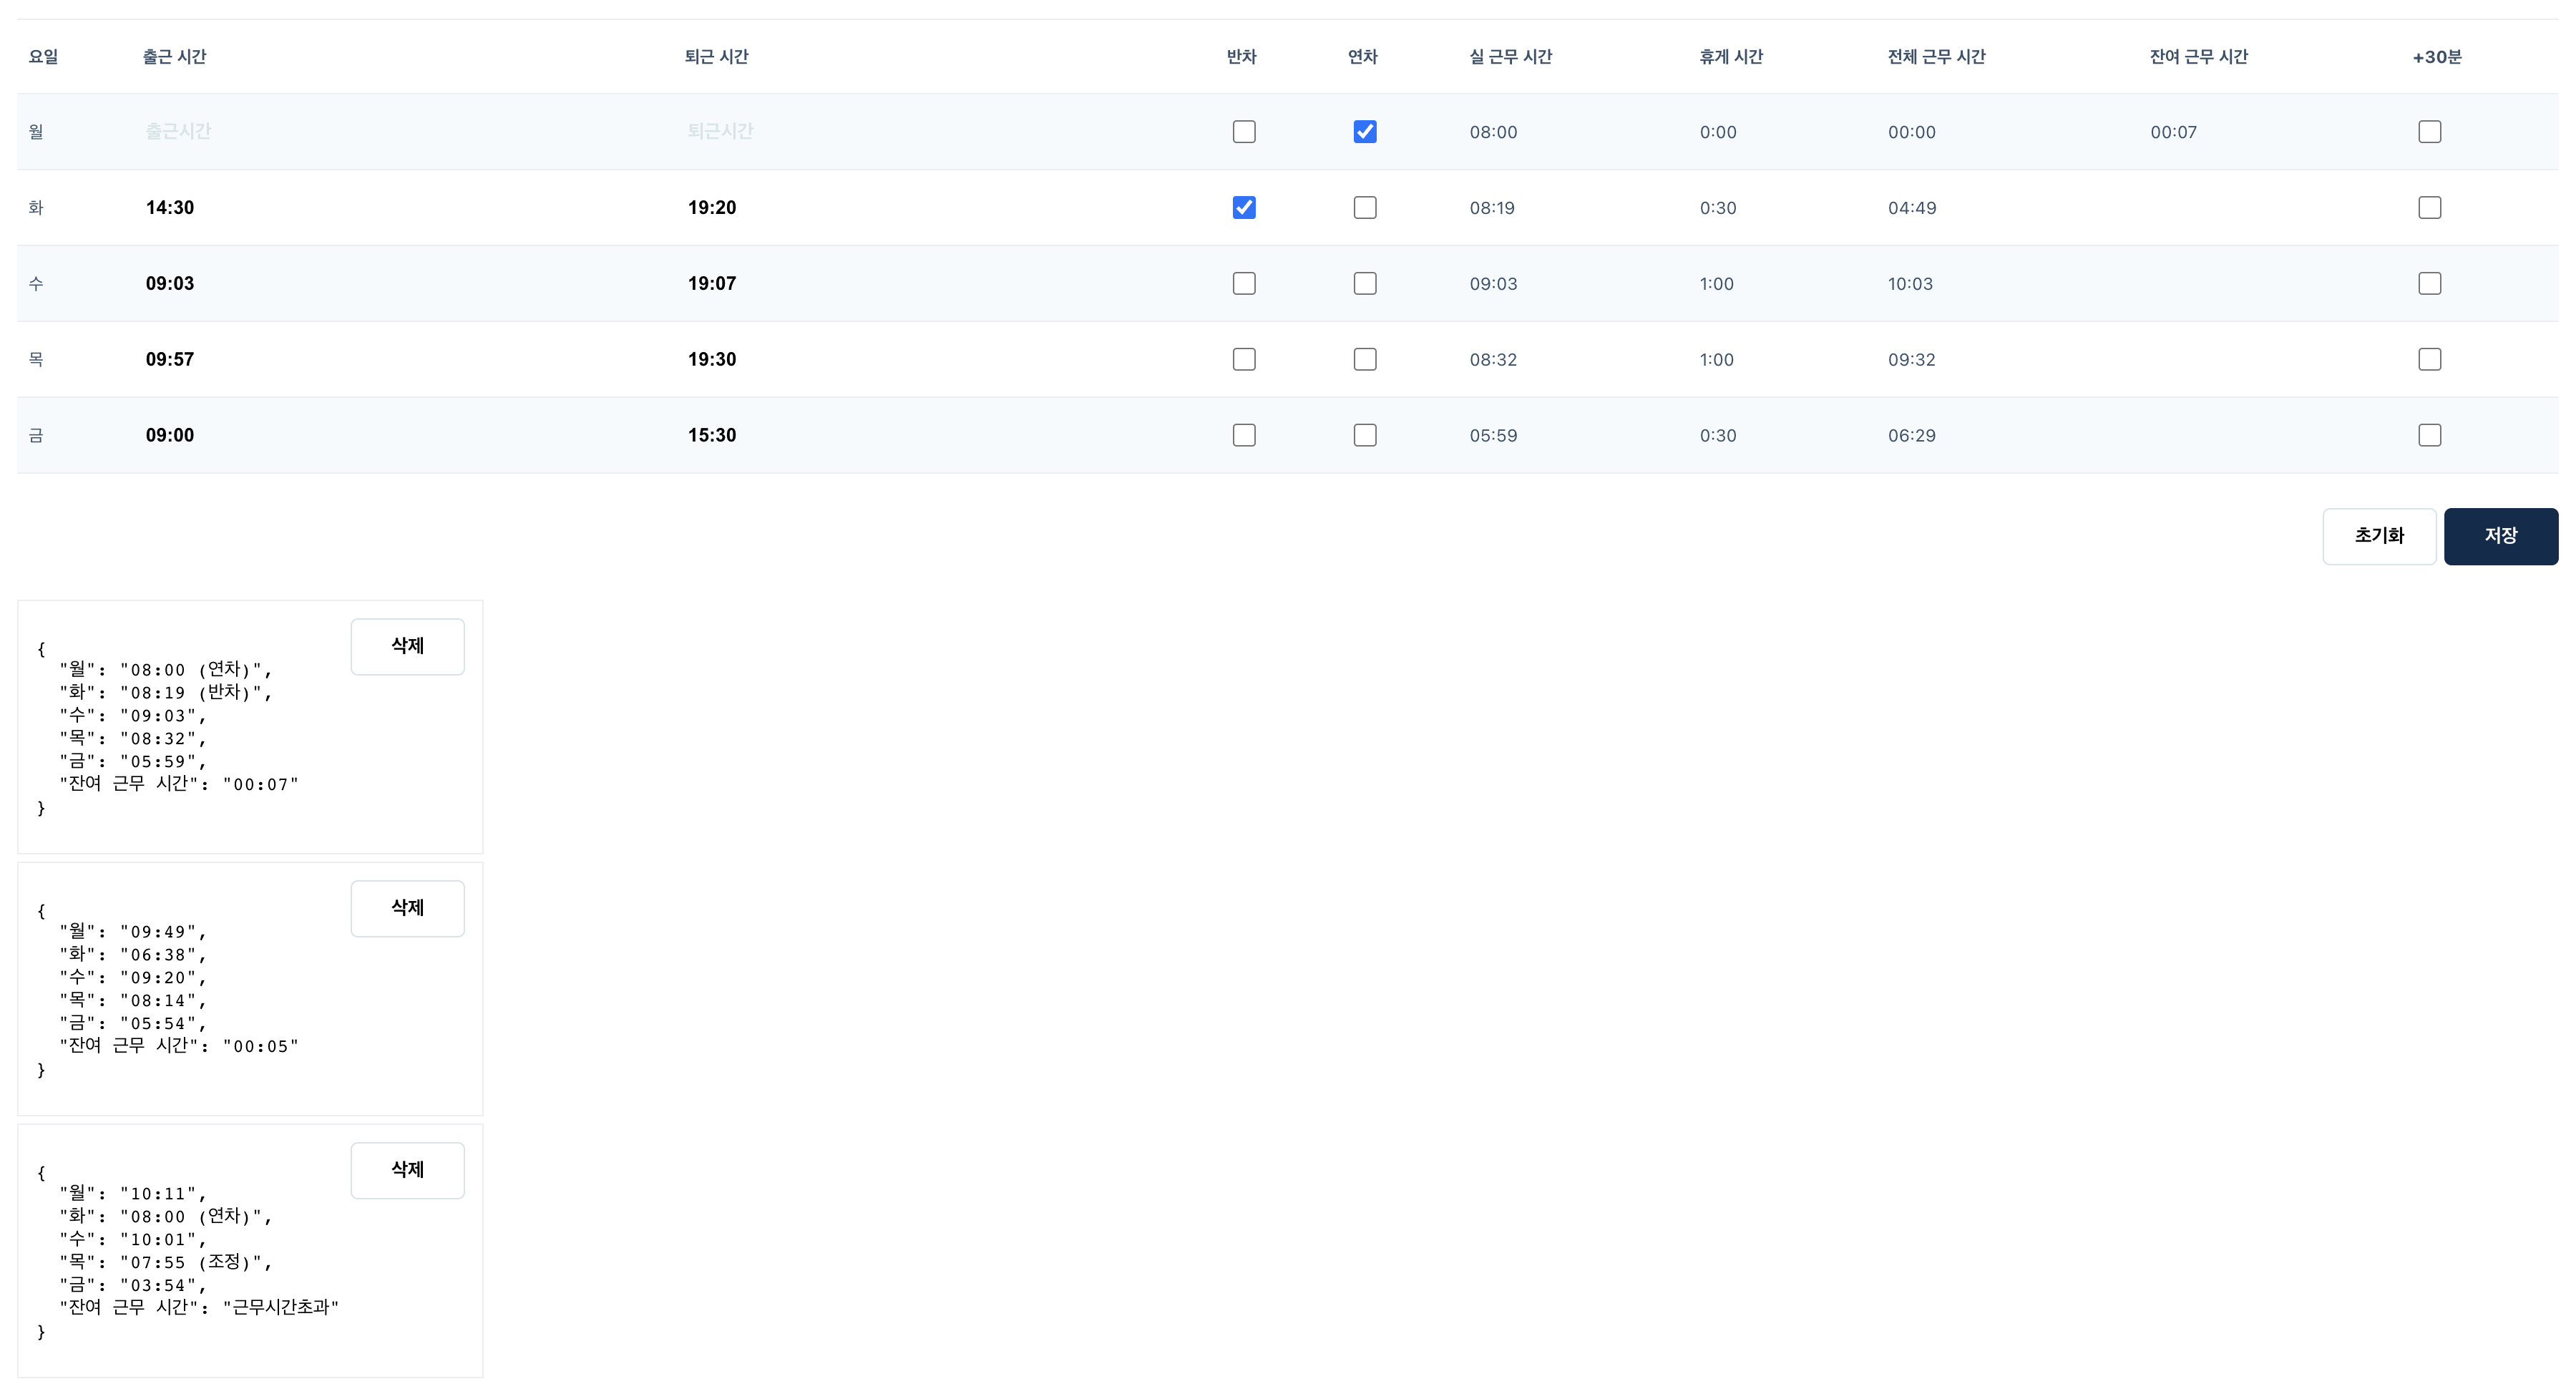 요일 출근 시간 퇴근 시간 반차 연차 실 근무 시간 휴게 시간 전체 근무 시간 잔여 근무 시간 +30분
월 출근시간 퇴근시간 08:00 0:00 00:00 00:07
화 14:30 19:20 08:19 0:30 04:49
수 09:03 19:07 09:03 1:00 10:03
목 09:57 19:30 08:32 1:00 09:32
금 09:00 15:30 05:59 0:30 06:29
초기화 저장
삭제
{
"월": "08:00 (연차)",
"화": "08:19 (반차)",
"수": "09:03",
"목": "08:32",
"금": "05:59",
"잔여 근무 시간": "00:07"
}
삭제
{
"월": "09:49",
"화": "06:38",
"수": "09:20",
"목": "08:14",
"금": "05:54",
"잔여 근무 시간": "00:05"
}
삭제
{
"월": "10:11",
"화": "08:00 (연차)",
"수": "10:01",
"목": "07:55 (조정)",
"금": "03:54",
"잔여 근무 시간": "근무시간초과"
}